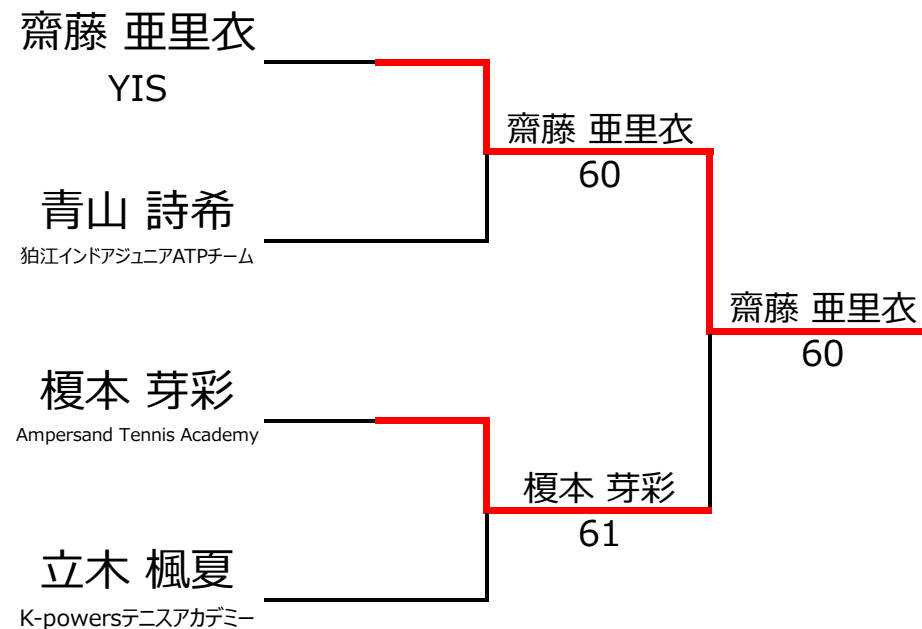 齋藤 亜里衣
YIS
齋藤 亜里衣
60
青山 詩希
狛江インドアジュニアATPチーム
齋藤 亜里衣
60
榎本 芽彩
Ampersand Tennis Academy
榎本 芽彩
61
立木 楓夏
K-powersテニスアカデミー